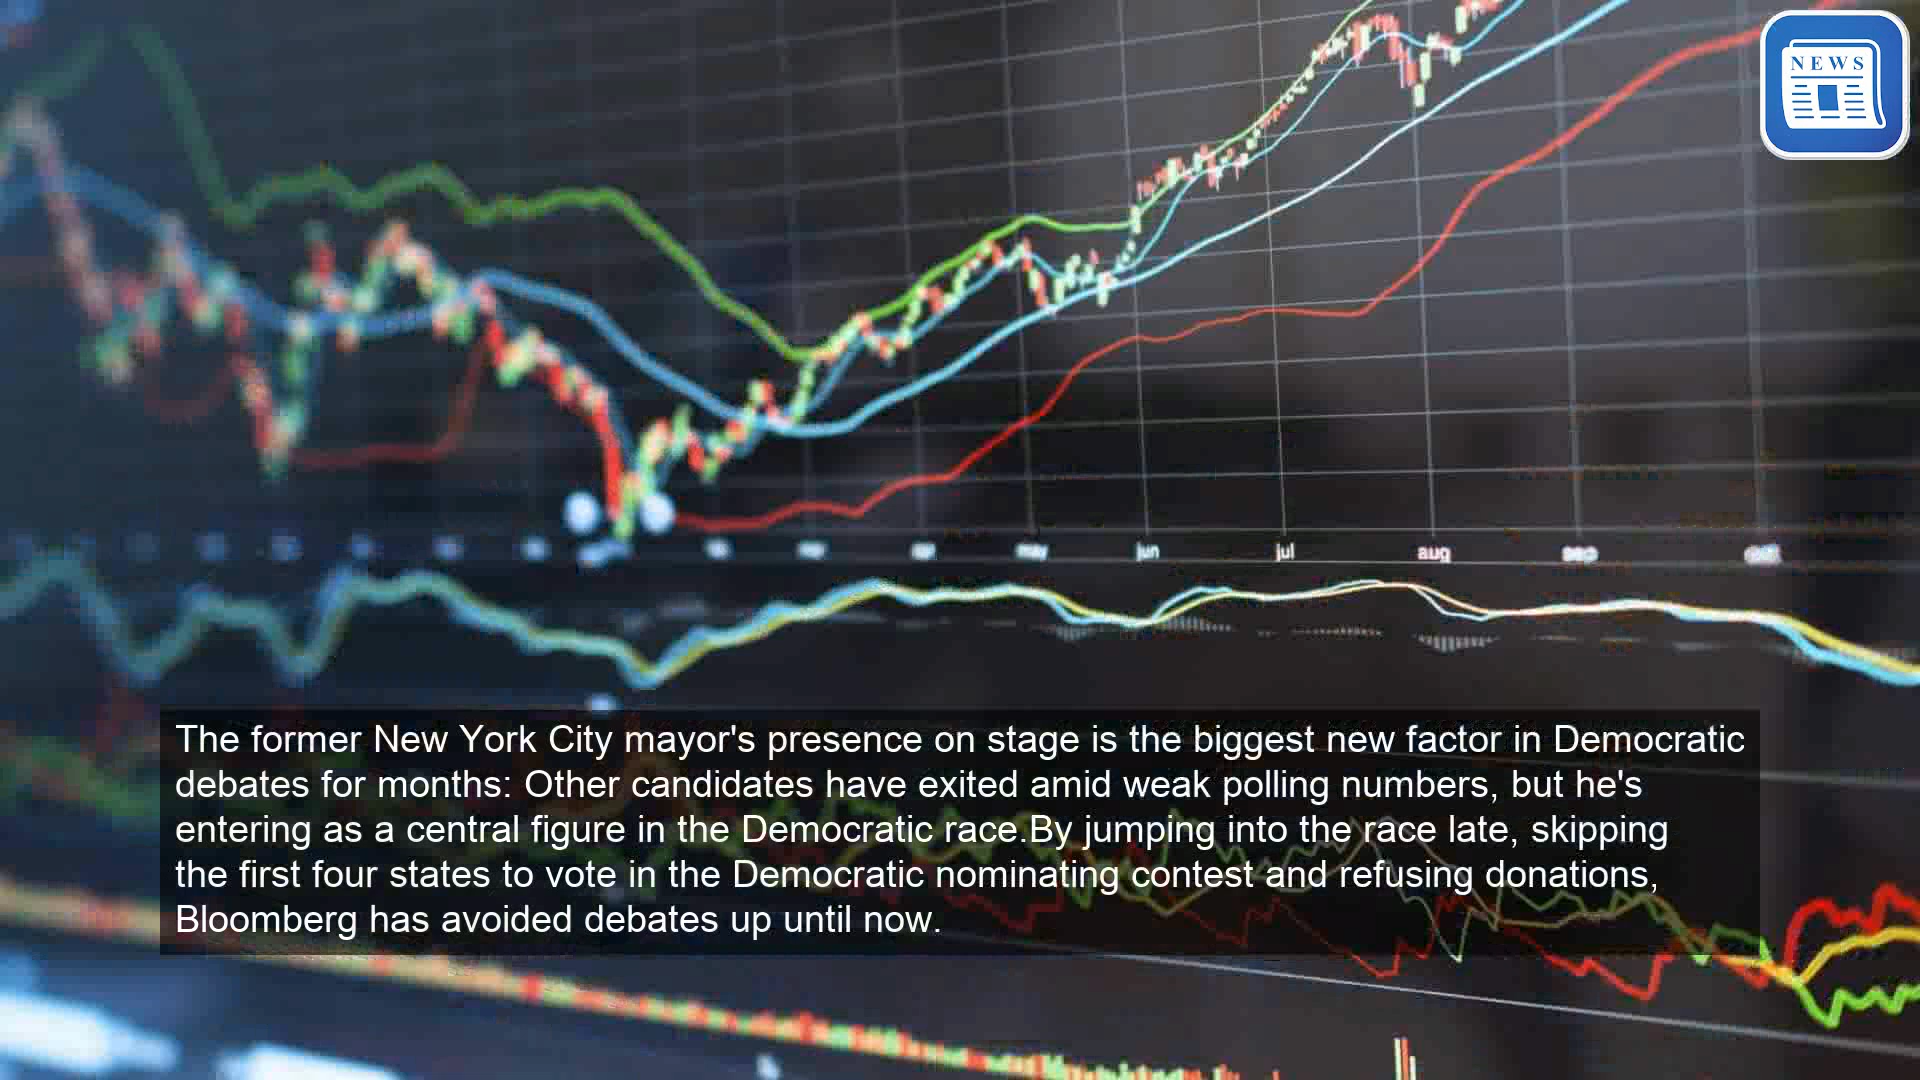 NEWS
may
jun
jul
aug
sep
The former New York City mayor's presence on stage is the biggest new factor in Democratic
debates for months: Other candidates have exited amid weak polling numbers, but he's
entering as a central figure in the Democratic race.By jumping into the race late, skipping
the first four states to vote in the Democratic nominating contest and refusing donations,
Bloomberg has avoided debates up until now.